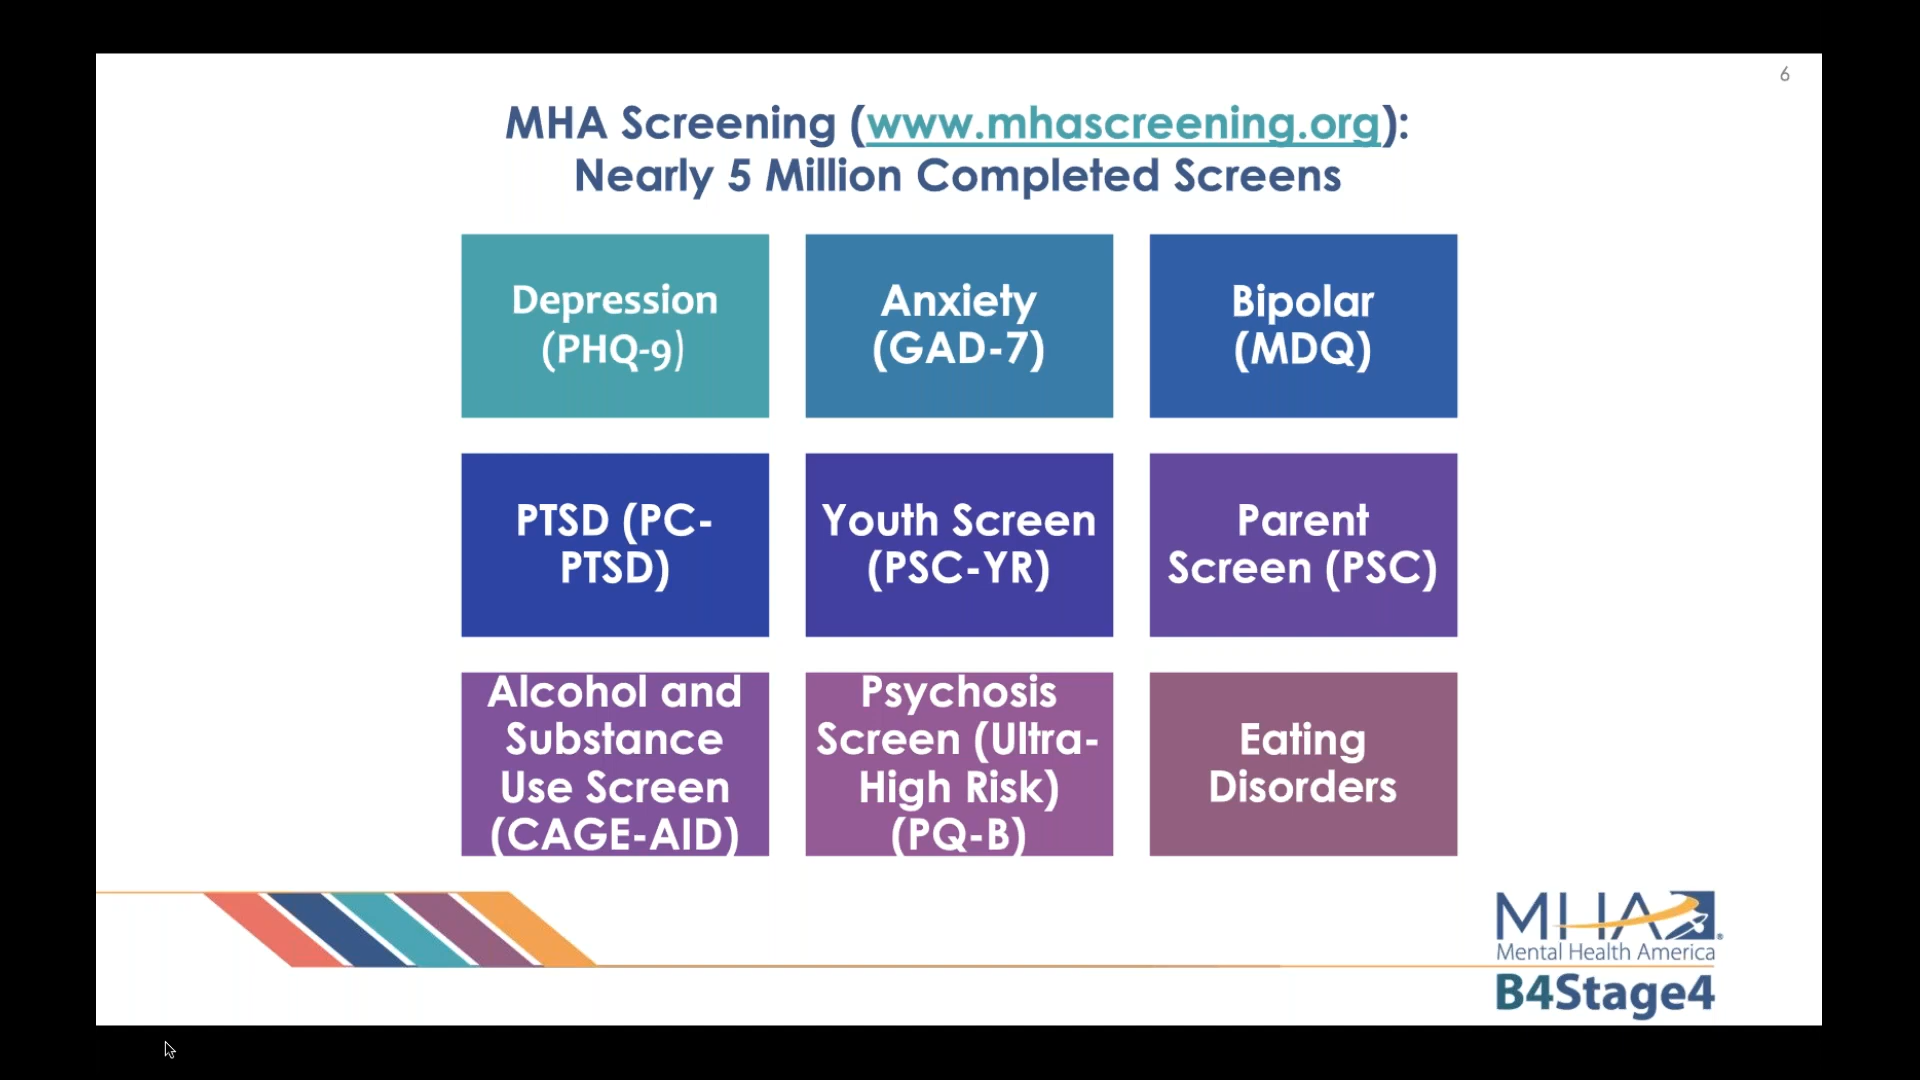 6
MHA Screening (www.mhascreening.org):
Nearly 5 Million Completed Screens
Depression
(PHQ-9)
Anxiety
(GAD-7)
Bipolar
(MDQ)
PTSD (PC-
PTSD)
Youth Screen
(PSC-YR)
Parent
Screen (PSC)
Alcohol and
Substance
Use Screen
(CAGE-AID)
Psychosis
Screen (Ultra-
High Risk)
(PQ-B)
Eating
Disorders
MHA®
Mental Health America
B4Stage4